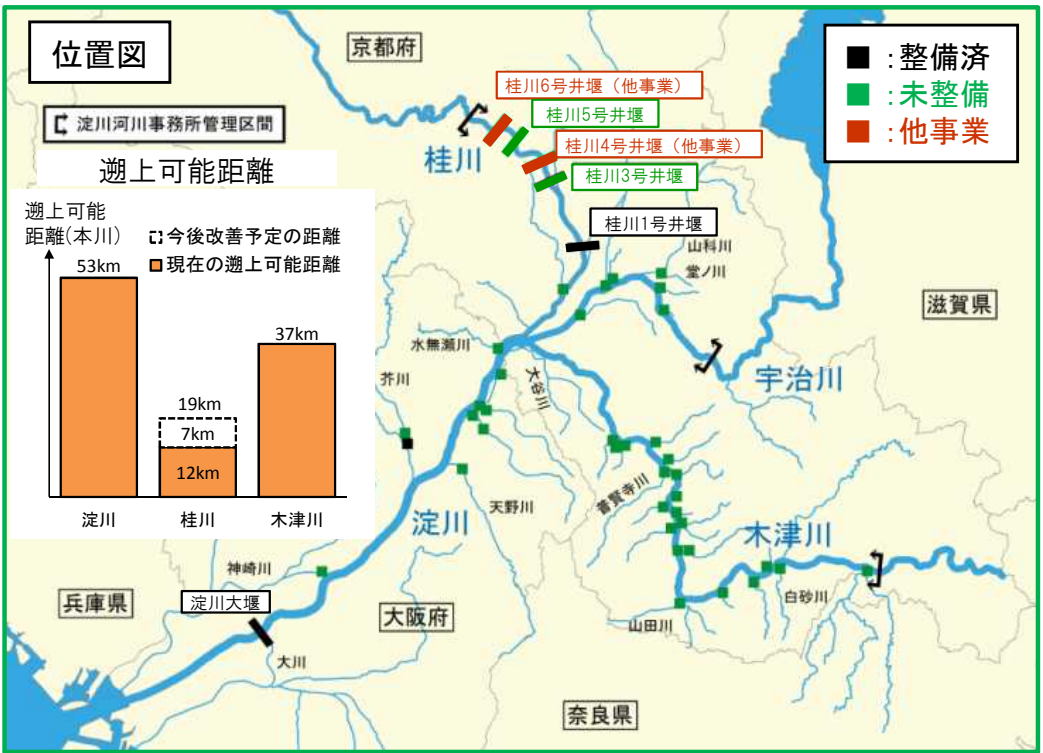 位置図
京都府
■：整備済
■：未整備
■：他事業
淀川河川事務所管理区間
桂川6号井堰（他事業）
桂川5号井堰
桂川4号井堰（他事業）
桂川3号井堰
桂川
桂川1号井堰
遡上可能距離
遡上可能
距離(本川)
今後改善予定の距離
現在の遡上可能距離
53km
37km
19km
7km
12km
淀川
桂川
木津川
山科川
堂ノ川
滋賀県
宇治川
水無瀬川
大谷川
芥川
普賢寺川
天野川
淀川
木津川
神崎川
兵庫県
淀川大堰
大阪府
白砂川
山田川
大川
奈良県